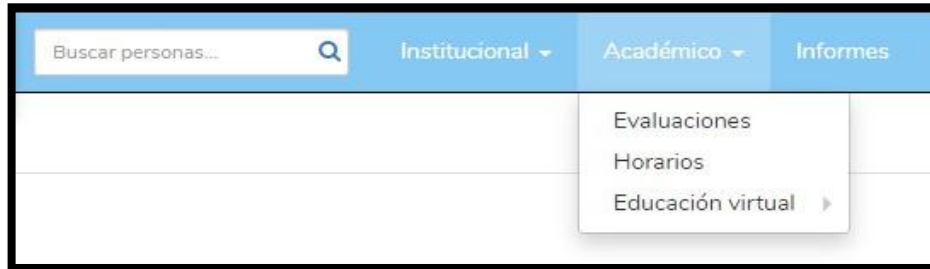 Buscar personas... Institucional Académico Informes
Evaluaciones
Horarios
Educación virtual